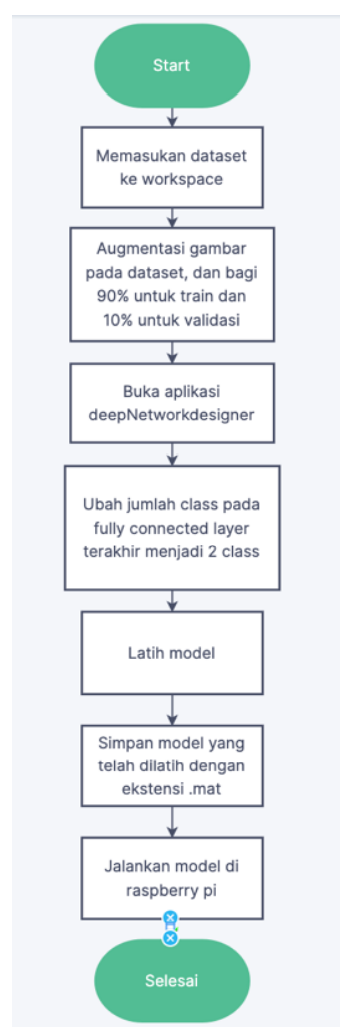 Start
Memasukan dataset
ke workspace
Augmentasi gambar
pada dataset, dan bagi
90% untuk train dan
10% untuk validasi
Buka aplikasi
deepNetworkdesigner
Ubah jumlah class pada
fully connected layer
terakhir menjadi 2 class
Latih model
Simpan model yang
telah dilatih dengan
ekstensi .mat
Jalankan model di
raspberry pi
Selesai